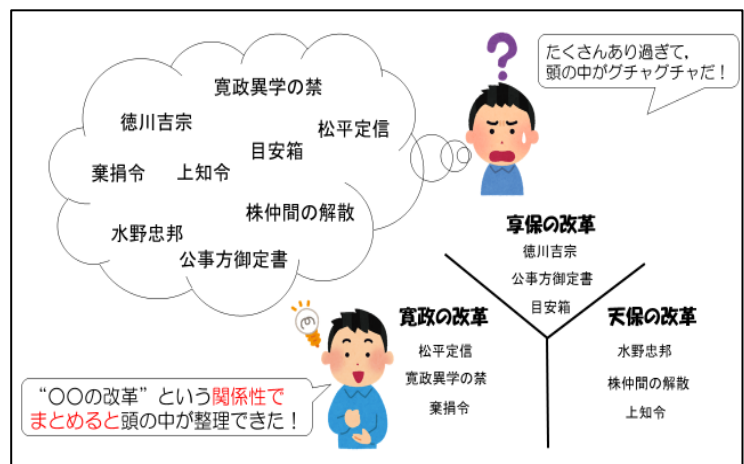 寛政異学の禁
徳川吉宗
松平定信
目安箱
棄捐令
上知令
株仲間の解散
水野忠邦
公事方御定書
?
たくさんあり過ぎて，
頭の中がグチャグチャだ！
享保の改革
徳川吉宗
公事方御定書
目安箱
寛政の改革
松平定信
寛政異学の禁
棄捐令
天保の改革
水野忠邦
株仲間の解散
上知令
“〇〇の改革”という関係性で
まとめると頭の中が整理できた！